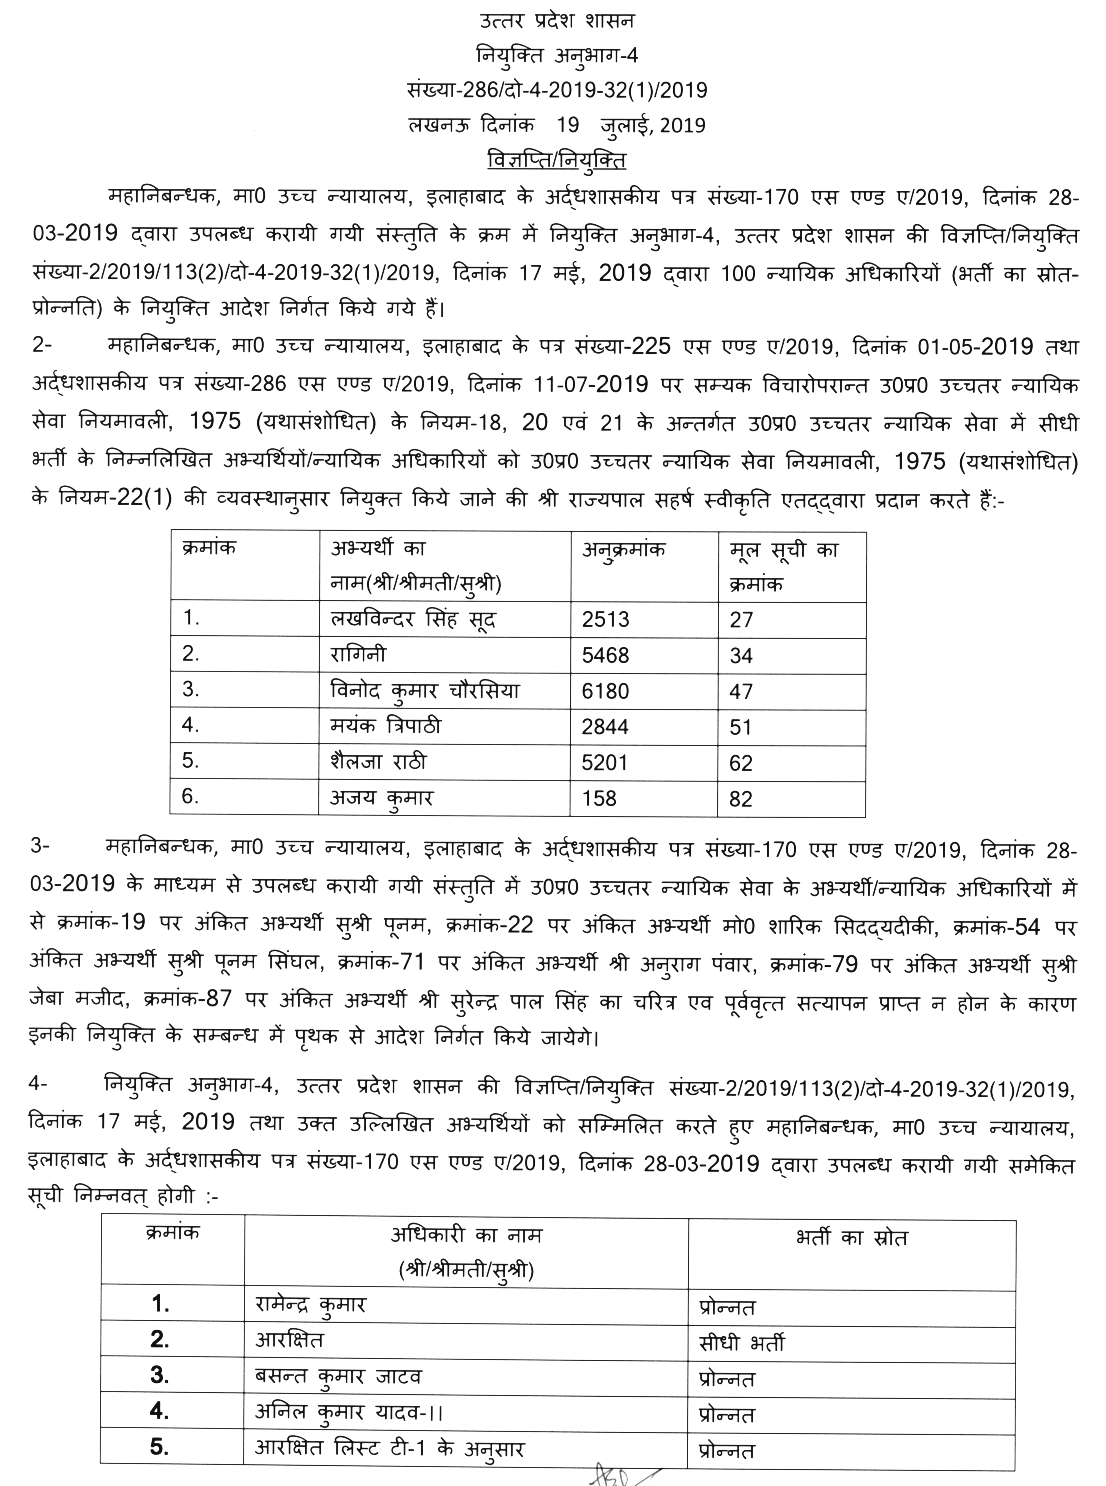 उत्तर प्रदेश शासन
नियुक्ति अनुभाग-4
संख्या-286/दो-4-2019-32(1)/2019
लखनऊ दिनांक 19 जुलाई, 2019
विज्ञप्ति/नियुक्ति
महानिबन्धक, मा0 उच्च न्यायालय, इलाहाबाद के अर्द्धशासकीय पत्र संख्या-170 एस एण्ड ए/2019, दिनांक 28-
03-2019 द्वारा उपलब्ध करायी गयी संस्तुति के क्रम में नियुक्ति अनुभाग-4, उत्तर प्रदेश शासन की विज्ञप्ति/नियुक्ति
संख्या-2/2019/113(2)/दो-4-2019-32(1)/2019, दिनांक 17 मई, 2019 द्वारा 100 न्यायिक अधिकारियों (भर्ती का स्रोत-
प्रोन्नति) के नियुक्ति आदेश निर्गत किये गये हैं।
2- महानिबन्धक, मा0 उच्च न्यायालय, इलाहाबाद के पत्र संख्या-225 एस एण्ड ए/2019, दिनांक 01-05-2019 तथा
अर्द्धशासकीय पत्र संख्या-286 एस एण्ड ए/2019, दिनांक 11-07-2019 पर सम्यक विचारोपरान्त उ0प्र0 उच्चतर न्यायिक
सेवा नियमावली, 1975 (यथासंशोधित) के नियम-18, 20 एवं 21 के अन्तर्गत उ0प्र0 उच्चतर न्यायिक सेवा में सीधी
भर्ती के निम्नलिखित अभ्यर्थियों/न्यायिक अधिकारियों को उ0प्र0 उच्चतर न्यायिक सेवा नियमावली, 1975 (यथासंशोधित)
के नियम-22(1) की व्यवस्थानुसार नियुक्त किये जाने की श्री राज्यपाल सहर्ष स्वीकृति एतद्द्वारा प्रदान करते हैं:-
क्रमांक अभ्यर्थी का अनुक्रमांक मूल सूची का
नाम(श्री/श्रीमती/सुश्री) क्रमांक
1. लखविन्दर सिंह सूद 2513 27
2. रागिनी 5468 34
3. विनोद कुमार चौरसिया 6180 47
4. मयंक त्रिपाठी 2844 51
5. शैलजा राठी 5201 62
6. अजय कुमार 158 82
3- महानिबन्धक, मा0 उच्च न्यायालय, इलाहाबाद के अर्द्धशासकीय पत्र संख्या-170 एस एण्ड ए/2019, दिनांक 28-
03-2019 के माध्यम से उपलब्ध करायी गयी संस्तुति में उ0प्र0 उच्चतर न्यायिक सेवा के अभ्यर्थी/न्यायिक अधिकारियों में
से क्रमांक-19 पर अंकित अभ्यर्थी सुश्री पूनम, क्रमांक-22 पर अंकित अभ्यर्थी मो0 शारिक सिदद्यदीकी, क्रमांक-54 पर
अंकित अभ्यर्थी सुश्री पूनम सिंघल, क्रमांक-71 पर अंकित अभ्यर्थी श्री अनुराग पंवार, क्रमांक-79 पर अंकित अभ्यर्थी सुश्री
जेबा मजीद, क्रमांक-87 पर अंकित अभ्यर्थी श्री सुरेन्द्र पाल सिंह का चरित्र एव पूर्ववृत्त सत्यापन प्राप्त न होन के कारण
इनकी नियुक्ति के सम्बन्ध में पृथक से आदेश निर्गत किये जायेगे।
4- नियुक्ति अनुभाग-4, उत्तर प्रदेश शासन की विज्ञप्ति/नियुक्ति संख्या-2/2019/113(2)/दो-4-2019-32(1)/2019,
दिनांक 17 मई, 2019 तथा उक्त उल्लिखित अभ्यर्थियों को सम्मिलित करते हुए महानिबन्धक, मा0 उच्च न्यायालय,
इलाहाबाद के अर्द्धशासकीय पत्र संख्या-170 एस एण्ड ए/2019, दिनांक 28-03-2019 द्वारा उपलब्ध करायी गयी समेकित
सूची निम्नवत् होगी :-
क्रमांक अधिकारी का नाम भर्ती का स्रोत
(श्री/श्रीमती/सुश्री)
1. रामेन्द्र कुमार प्रोन्नत
2. आरक्षित सीधी भर्ती
3. बसन्त कुमार जाटव प्रोन्नत
4. अनिल कुमार यादव-।। प्रोन्नत
5. आरक्षित लिस्ट टी-1 के अनुसार प्रोन्नत